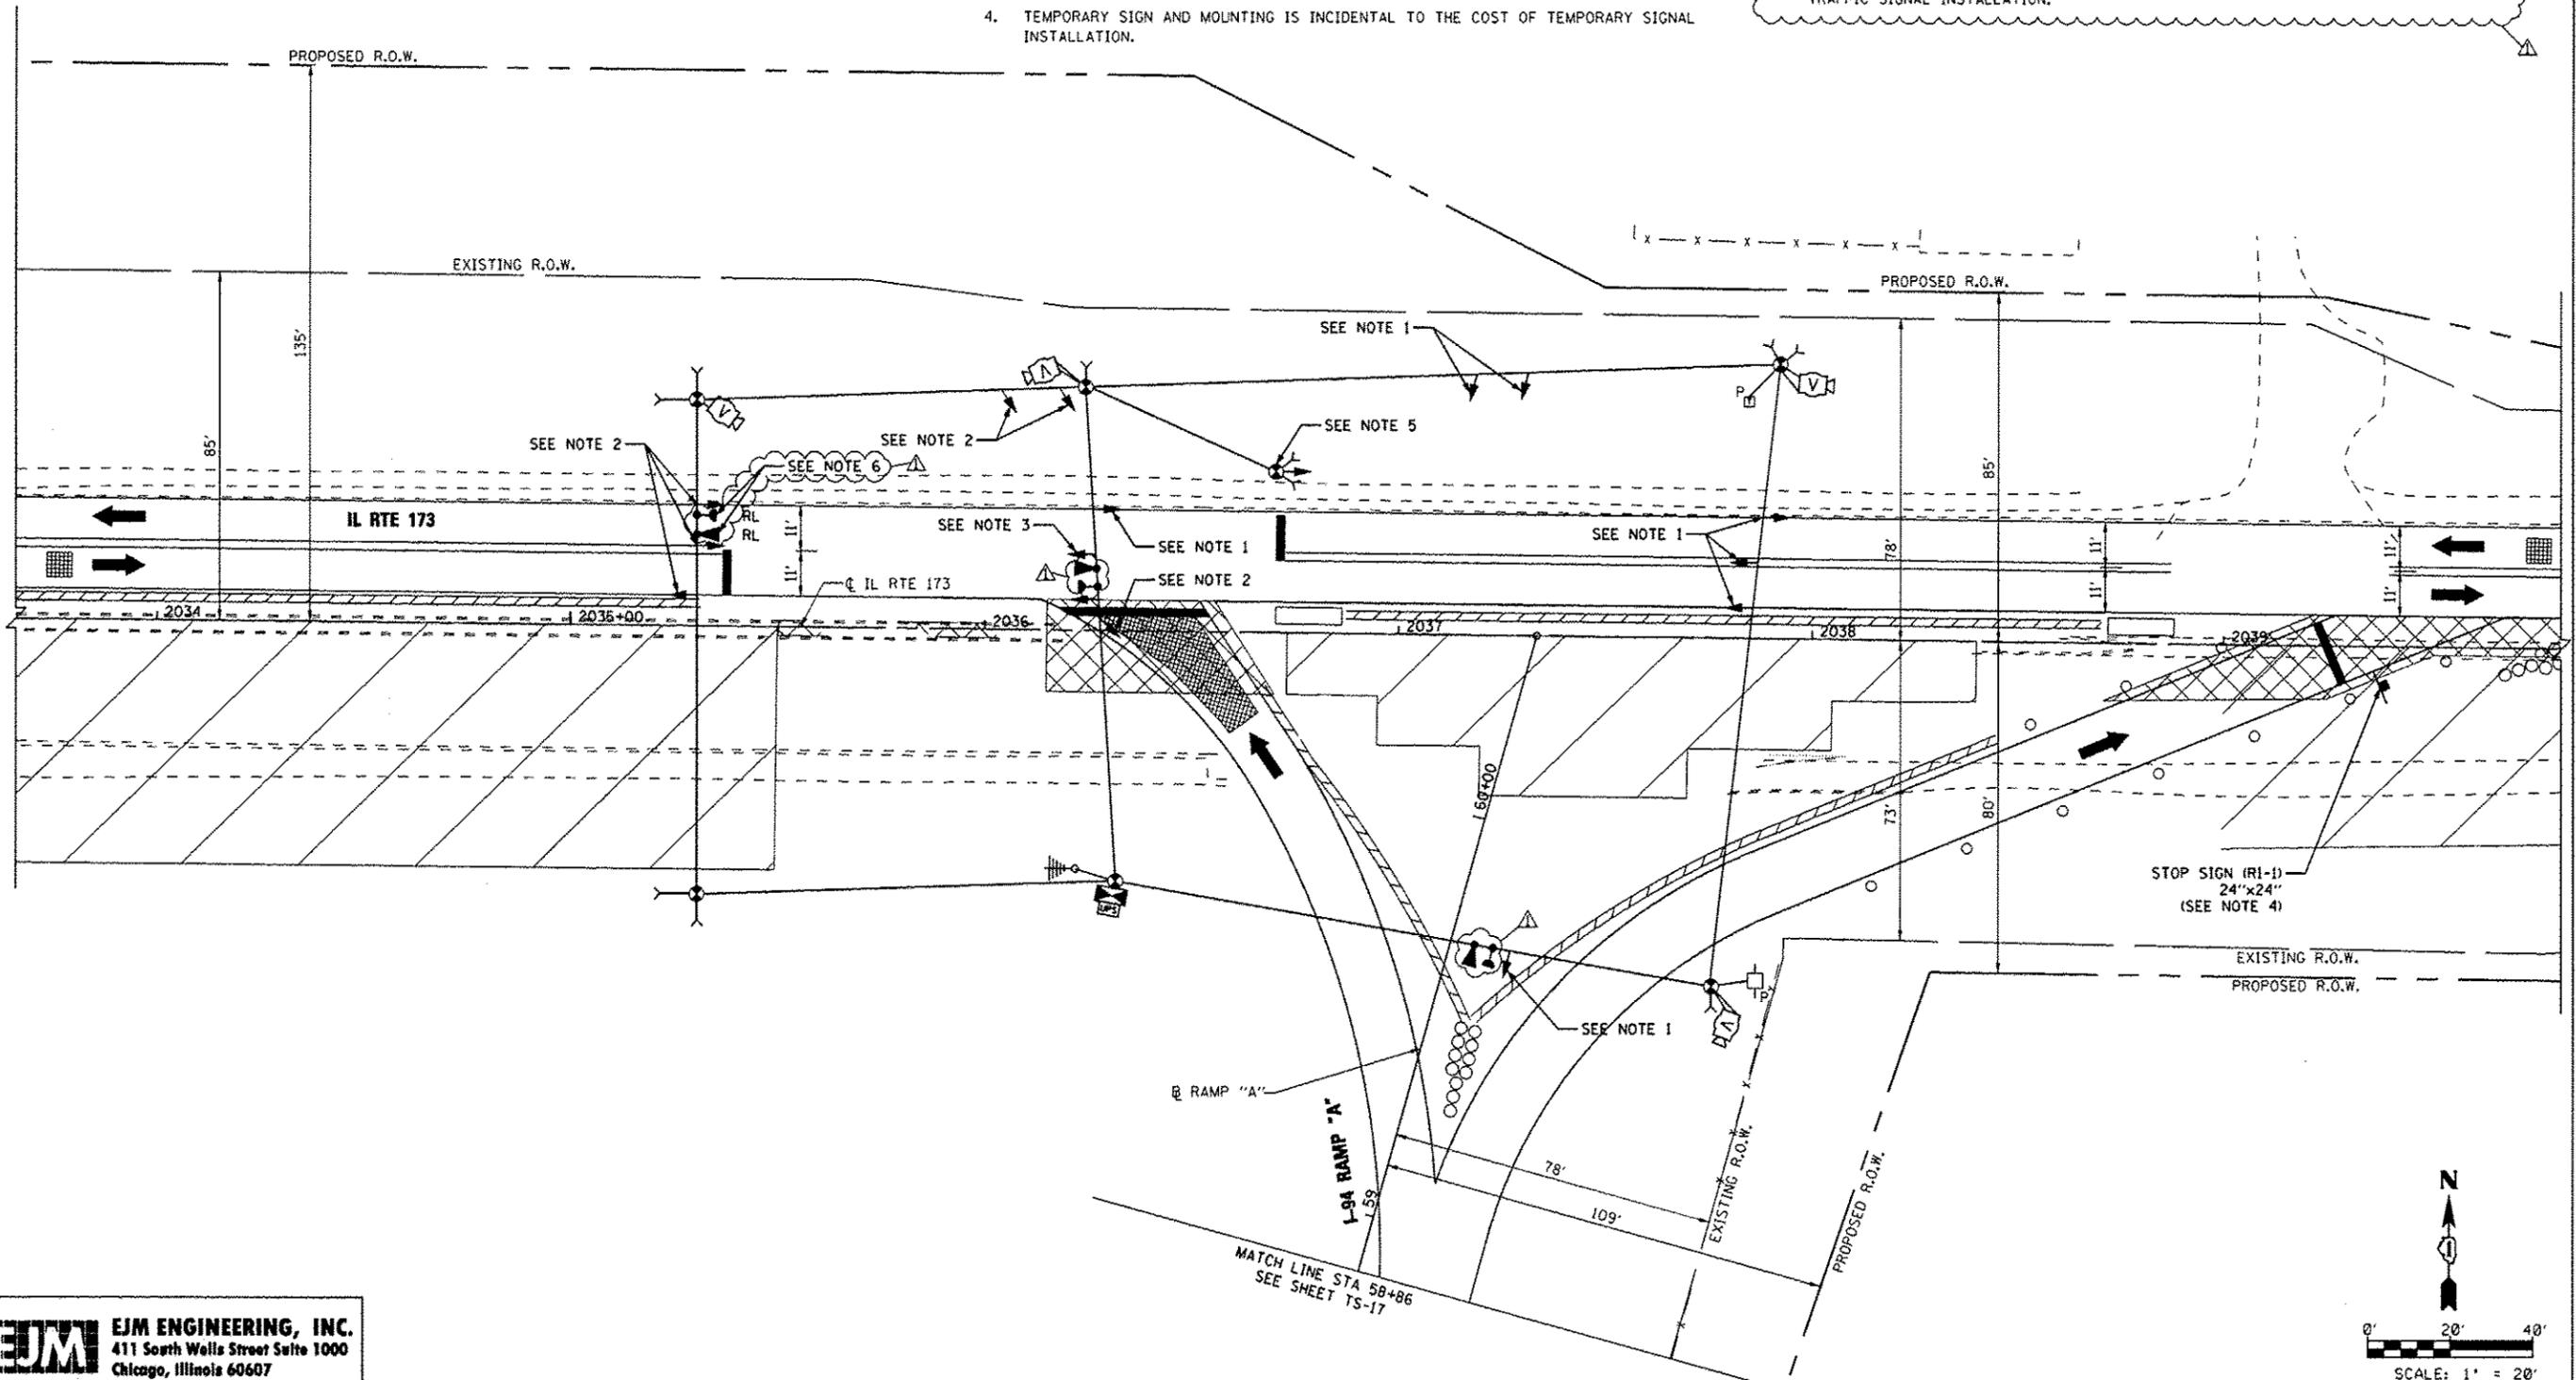 4. TEMPORARY SIGN AND MOUNTING IS INCIDENTAL TO THE COST OF TEMPORARY SIGNAL
INSTALLATION.
TRAFFIC SIGNAL INSTALLATION.
PROPOSED R.O.W.
EXISTING R.O.W.
PROPOSED R.O.W.
135'
85'
SEE NOTE 1
SEE NOTE 2
SEE NOTE 2
SEE NOTE 5
SEE NOTE 6
V
V
V
P
IL RTE 173
RL
RL
SEE NOTE 3
SEE NOTE 1
SEE NOTE 1
SEE NOTE 2
11'
11'
℄ IL RTE 173
78'
85'
11'
11'
11'
11'
2034
2035+00
2036
2037
2038
2039
60+00
73'
80'
UPS
STOP SIGN (R1-1)
24"x24"
(SEE NOTE 4)
EXISTING R.O.W.
PROPOSED R.O.W.
P
V
SEE NOTE 1
B͟L RAMP "A"
I-94 RAMP "A"
59
78'
109'
EXISTING R.O.W.
PROPOSED R.O.W.
MATCH LINE STA 58+86
SEE SHEET TS-17
N
1
0' 20' 40'
SCALE: 1' = 20'
EJM
EJM ENGINEERING, INC.
411 South Wells Street Suite 1000
Chicago, Illinois 60607